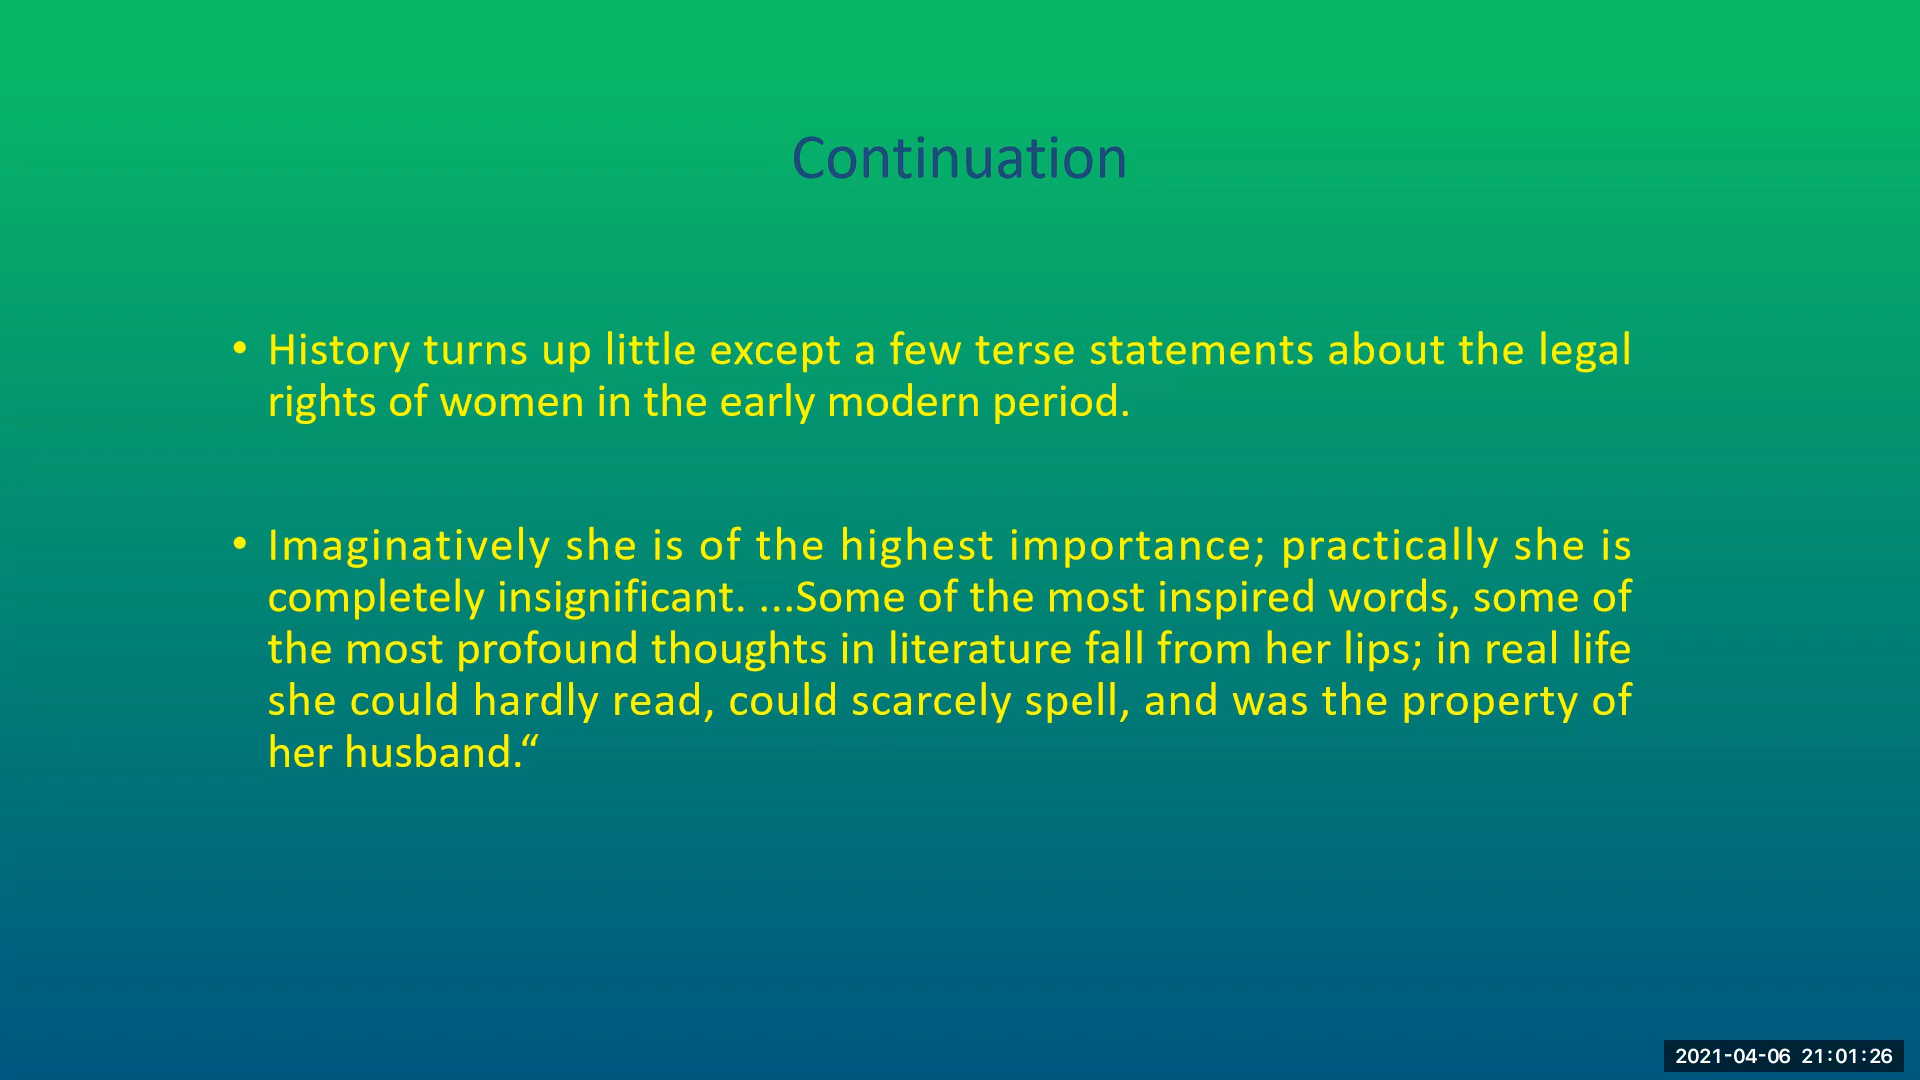 Continuation
• History turns up little except a few terse statements about the legal
rights of women in the early modern period.
• Imaginatively she is of the highest importance; practically she is
completely insignificant. ...Some of the most inspired words, some of
the most profound thoughts in literature fall from her lips; in real life
she could hardly read, could scarcely spell, and was the property of
her husband.“
2021-04-06 21:01:26